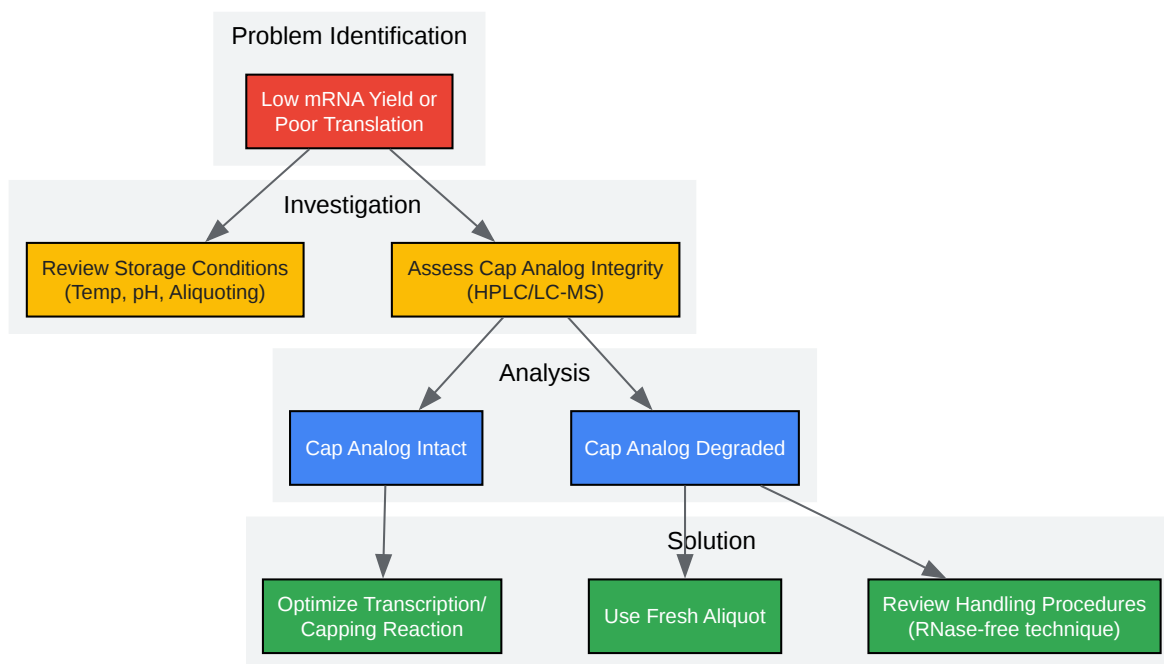 Problem Identification
Low mRNA Yield or
Poor Translation
Investigation
Review Storage Conditions
(Temp, pH, Aliquoting)
Assess Cap Analog Integrity
(HPLC/LC-MS)
Analysis
Cap Analog Intact
Cap Analog Degraded
Solution
Optimize Transcription/
Capping Reaction
Use Fresh Aliquot
Review Handling Procedures
(RNase-free technique)